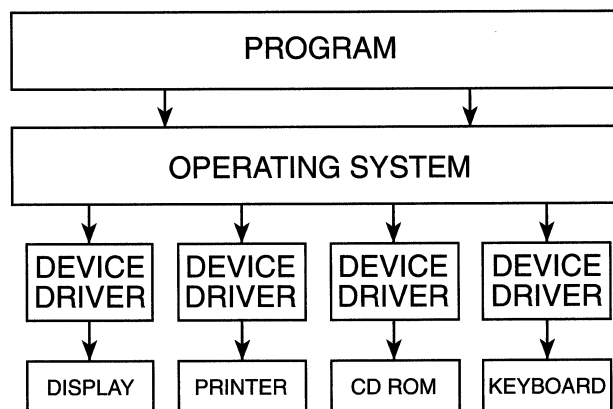 PROGRAM
OPERATING SYSTEM
DEVICE DRIVER
DEVICE DRIVER
DEVICE DRIVER
DEVICE DRIVER
DISPLAY
PRINTER
CD ROM
KEYBOARD